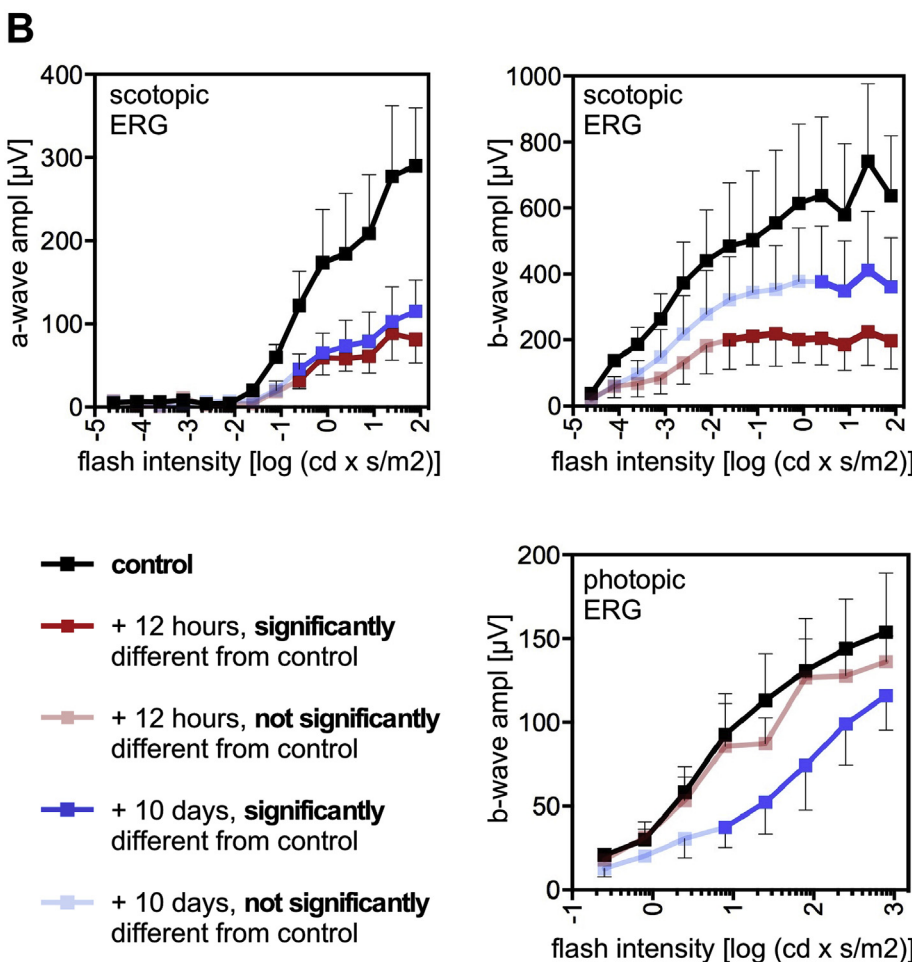 B
400
300
200
100
0
a-wave ampl [µV]
scotopic
ERG
-5
-4
-3
-2
-1
0
1
2
flash intensity [log (cd x s/m2)]
1000
800
600
400
200
0
b-wave ampl [µV]
scotopic
ERG
-5
-4
-3
-2
-1
0
1
2
flash intensity [log (cd x s/m2)]
control
+ 12 hours, significantly
different from control
+ 12 hours, not significantly
different from control
+ 10 days, significantly
different from control
+ 10 days, not significantly
different from control
200
150
100
50
0
b-wave ampl [µV]
photopic
ERG
-1
0
1
2
3
flash intensity [log (cd x s/m2)]